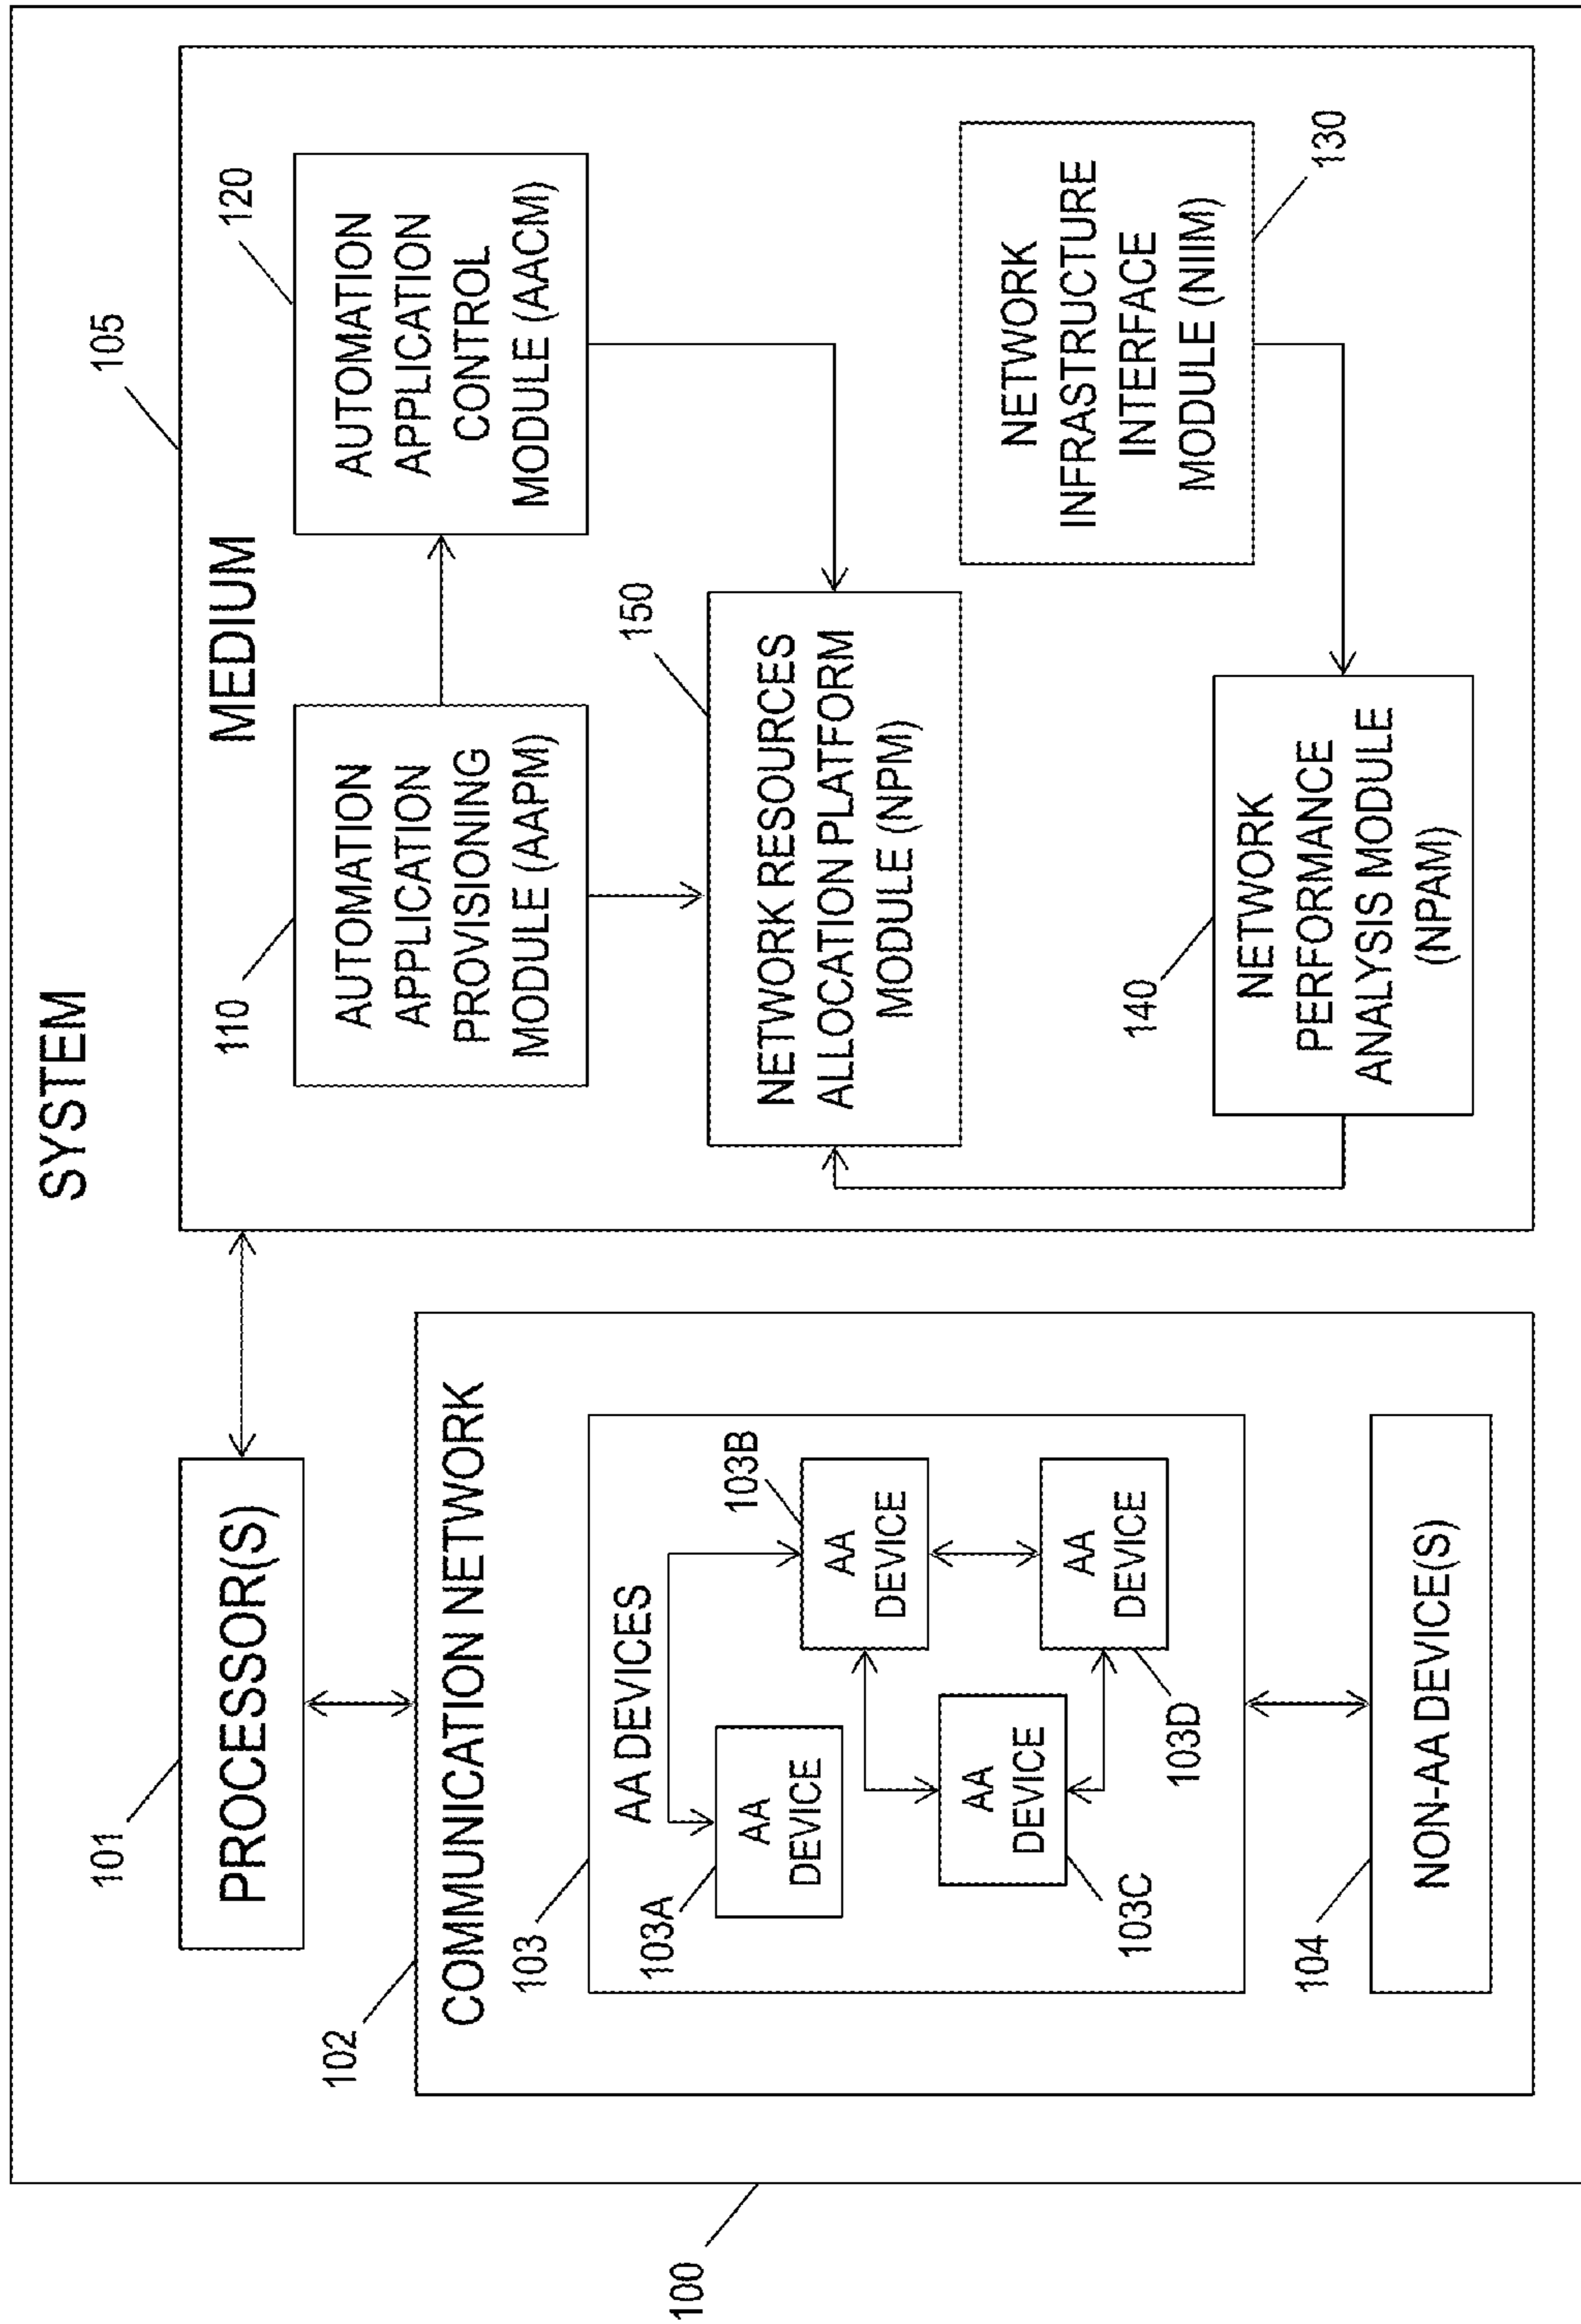 SYSTEM
100
101
PROCESSOR(S)
102
COMMUNICATION NETWORK
103
AA DEVICES
103A
AA
DEVICE
103B
AA
DEVICE
103C
AA
DEVICE
103D
AA
DEVICE
104
NON-AA DEVICE(S)
105
MEDIUM
110
AUTOMATION
APPLICATION
PROVISIONING
MODULE (AAPM)
120
AUTOMATION
APPLICATION
CONTROL
MODULE (AACM)
150
NETWORK RESOURCES
ALLOCATION PLATFORM
MODULE (NPM)
140
NETWORK
PERFORMANCE
ANALYSIS MODULE
(NPAM)
NETWORK
INFRASTRUCTURE
INTERFACE
MODULE (NIIM)
130